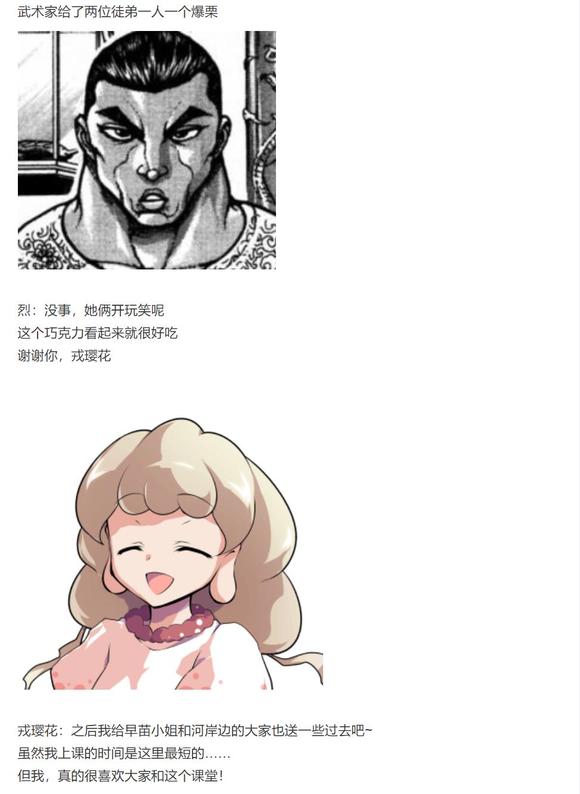 武术家给了两位徒弟一人一个爆栗
烈：没事，她俩开玩笑呢
这个巧克力看起来就很好吃
谢谢你，戎璎花
戎璎花：之后我给早苗小姐和河岸边的大家也送一些过去吧~
虽然我上课的时间是这里最短的……
但我，真的很喜欢大家和这个课堂！